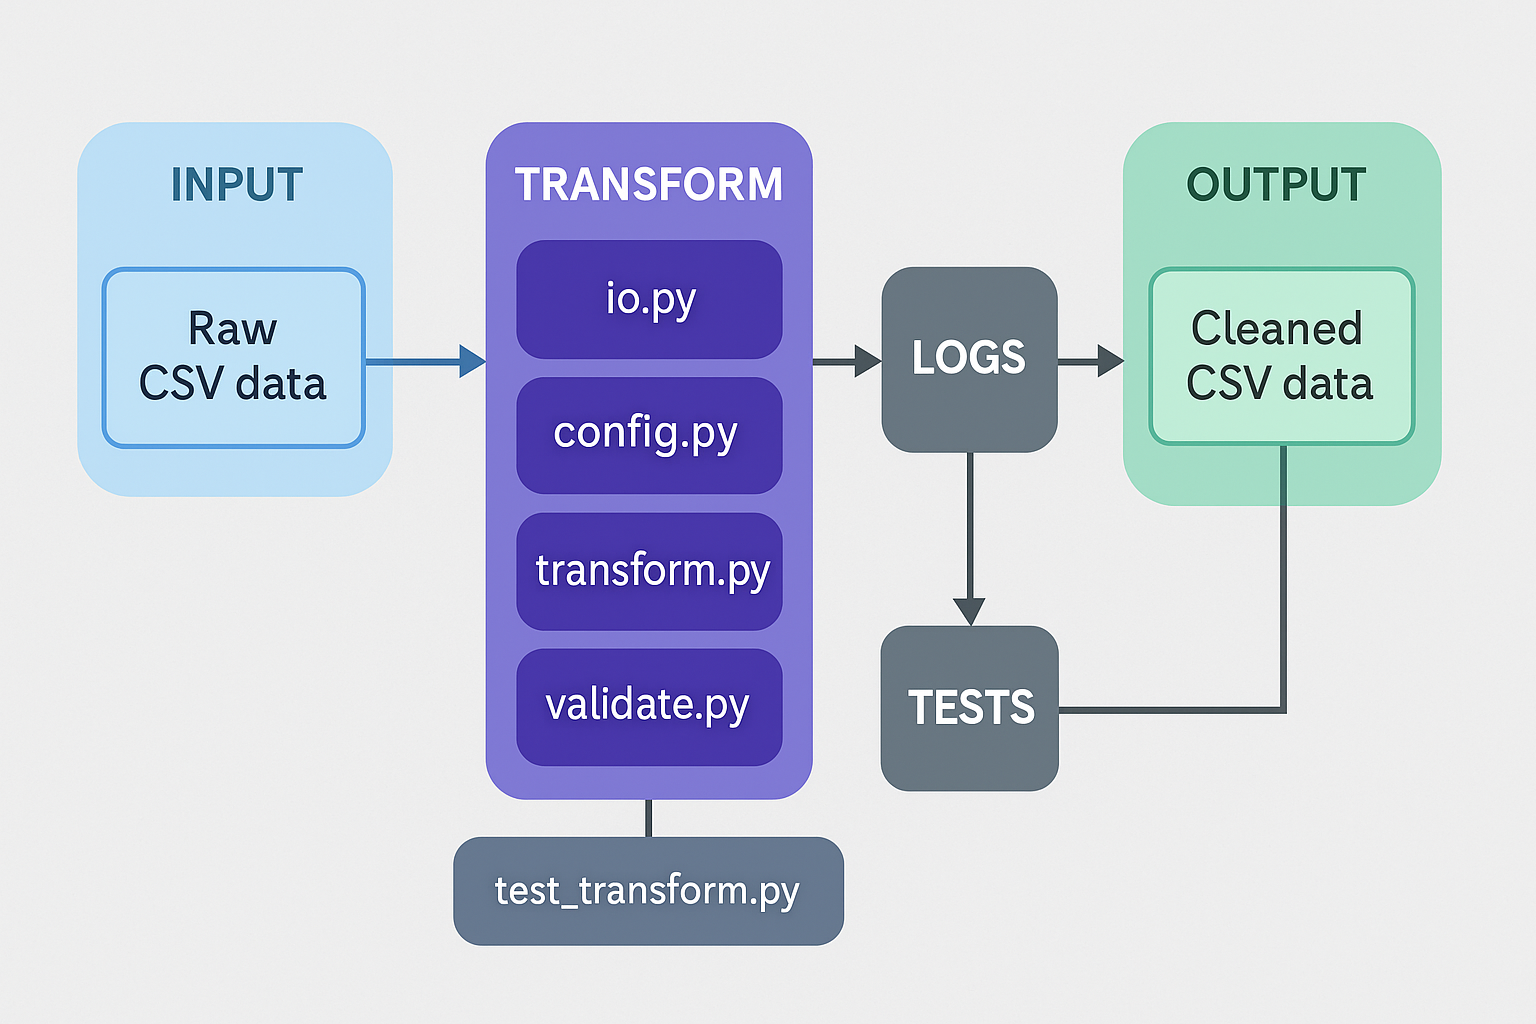 INPUT
Raw
CSV data
TRANSFORM
io.py
config.py
transform.py
validate.py
test_transform.py
LOGS
TESTS
OUTPUT
Cleaned
CSV data